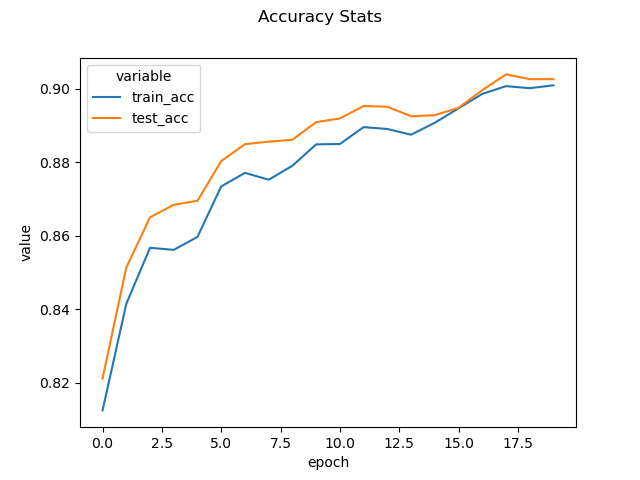 Accuracy Stats
variable
train_acc
test_acc
0.90
0.88
0.86
0.84
0.82
value
0.0 2.5 5.0 7.5 10.0 12.5 15.0 17.5
epoch